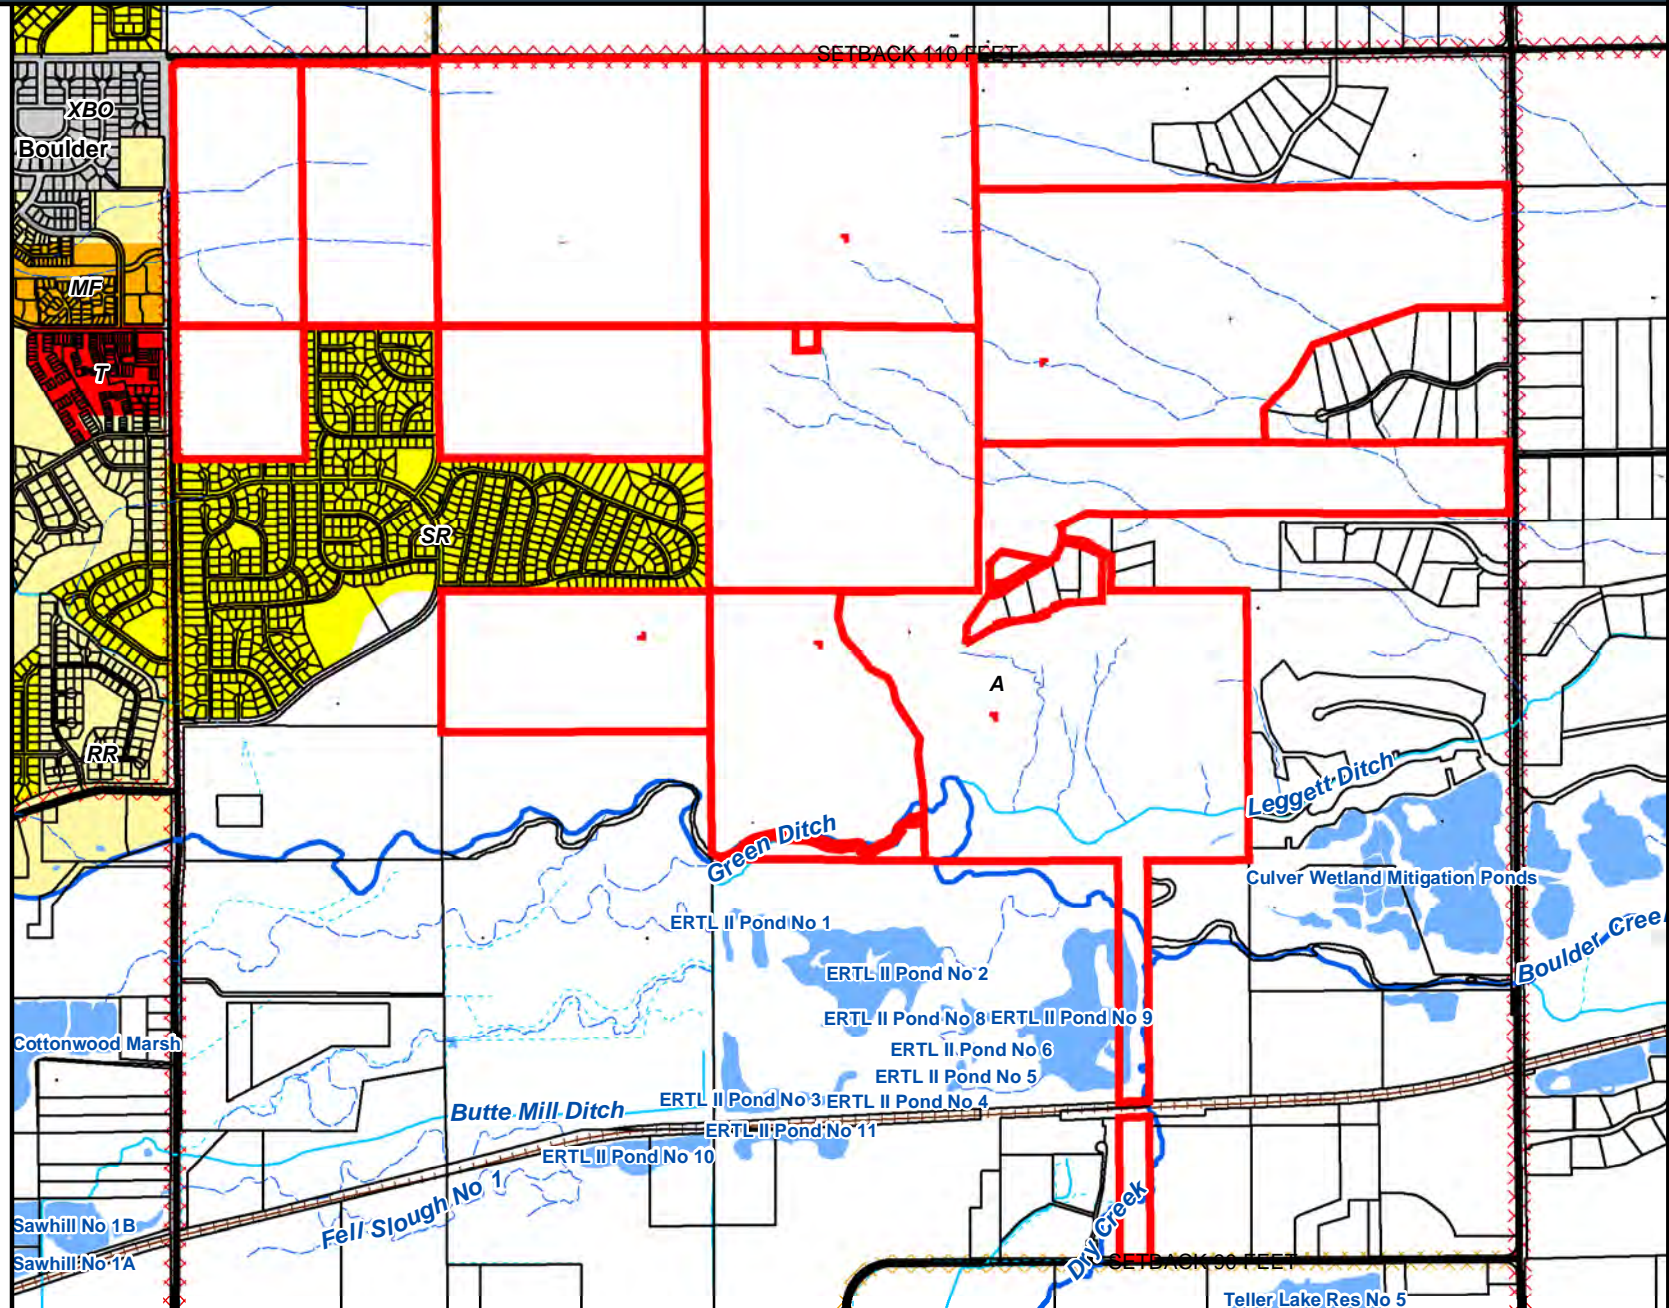 SETBACK 110 FEET
XBO
Boulder
MF
T
SR
A
RR
Leggett Ditch
Green Ditch
Culver Wetland Mitigation Ponds
ERTL II Pond No 1
Boulder Cree
ERTL II Pond No 2
ERTL II Pond No 8
ERTL II Pond No 9
Cottonwood Marsh
ERTL II Pond No 6
ERTL II Pond No 5
ERTL II Pond No 3
ERTL II Pond No 4
Butte Mill Ditch
ERTL II Pond No 11
ERTL II Pond No 10
Fell Slough No 1
Sawhill No 1B
Dry Creek
Sawhill No 1A
SETBACK 90 FEET
Teller Lake Res No 5